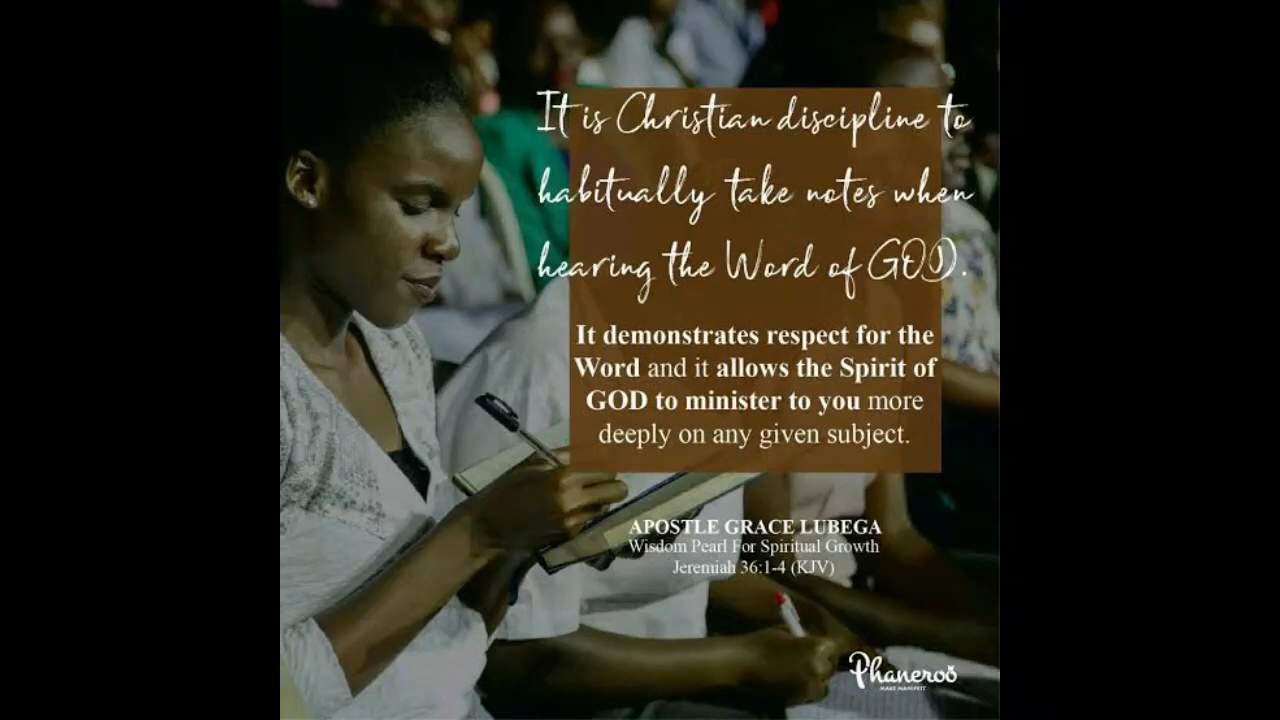 It is Christian discipline to
habitually take notes when
hearing the Word of GOD.
It demonstrates respect for the
Word and it allows the Spirit of
GOD to minister to you more
deeply on any given subject.
APOSTLE GRACE LUBEGA
Wisdom Pearl For Spiritual Growth
Jeremiah 36:1-4 (KJV)
Phaneroo
MAKE MANIFEST